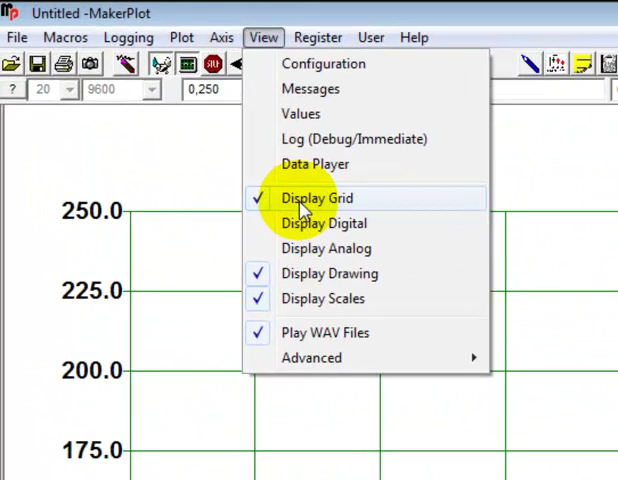 Untitled -MakerPlot
File Macros Logging Plot Axis View Register User Help
? 20 9600 0,250
Configuration
Messages
Values
Log (Debug/Immediate)
Data Player
Display Grid
Display Digital
Display Analog
Display Drawing
Display Scales
Play WAV Files
Advanced
250.0
225.0
200.0
175.0